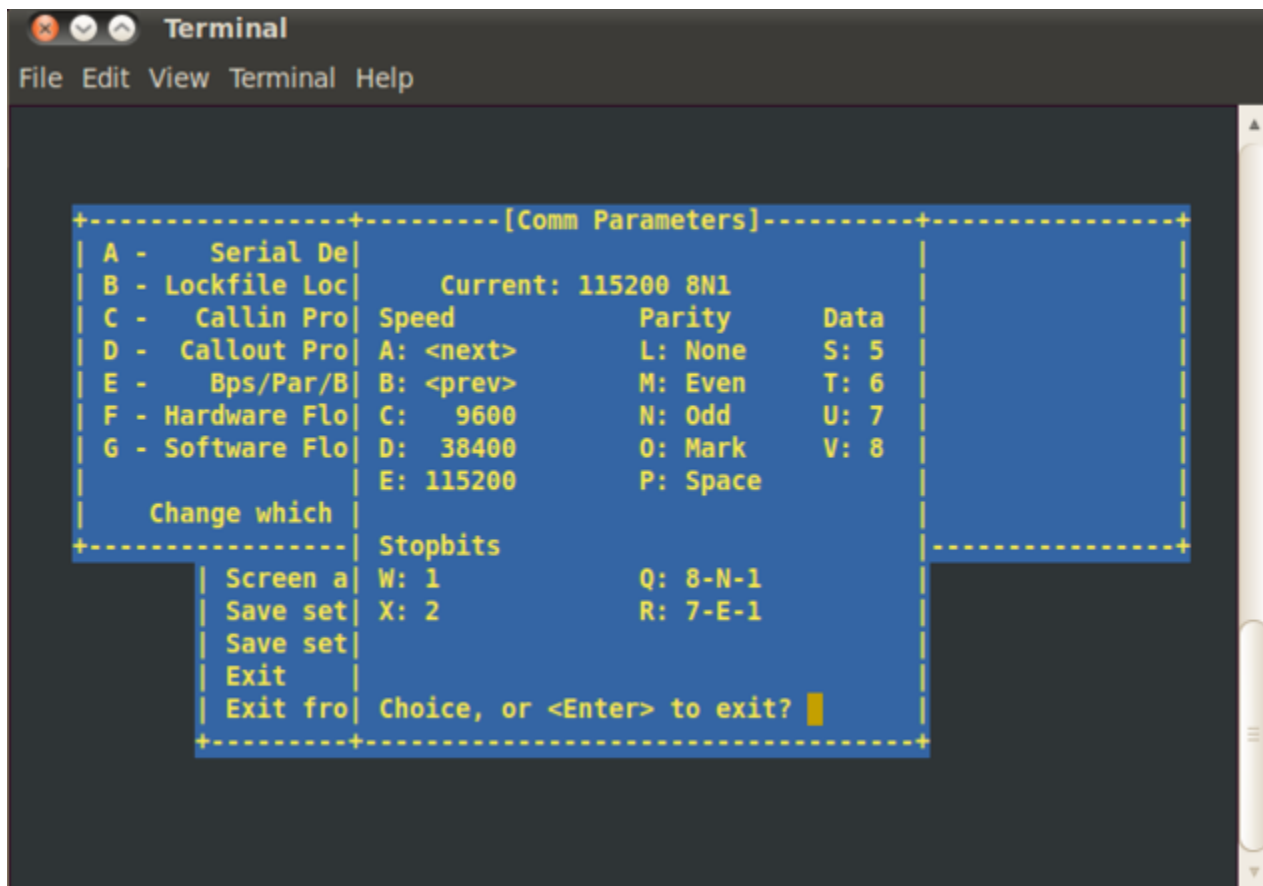 Terminal
File Edit View Terminal Help
+-----------------+---------[Comm Parameters]----------+----------------+
| A -    Serial De|                                    |                |
| B - Lockfile Loc|     Current: 115200 8N1            |                |
| C -   Callin Pro| Speed            Parity      Data  |                |
| D -  Callout Pro| A: <next>        L: None     S: 5  |                |
| E -    Bps/Par/B| B: <prev>        M: Even     T: 6  |                |
| F - Hardware Flo| C:   9600        N: Odd      U: 7  |                |
| G - Software Flo| D:  38400        O: Mark     V: 8  |                |
|                 | E: 115200        P: Space          |                |
|    Change which |                                    |                |
+-----------------| Stopbits                           |----------------+
| Screen a| W: 1             Q: 8-N-1          |
| Save set| X: 2             R: 7-E-1          |
| Save set|                                    |
| Exit    |                                    |
| Exit fro| Choice, or <Enter> to exit?        |
+---------+------------------------------------+